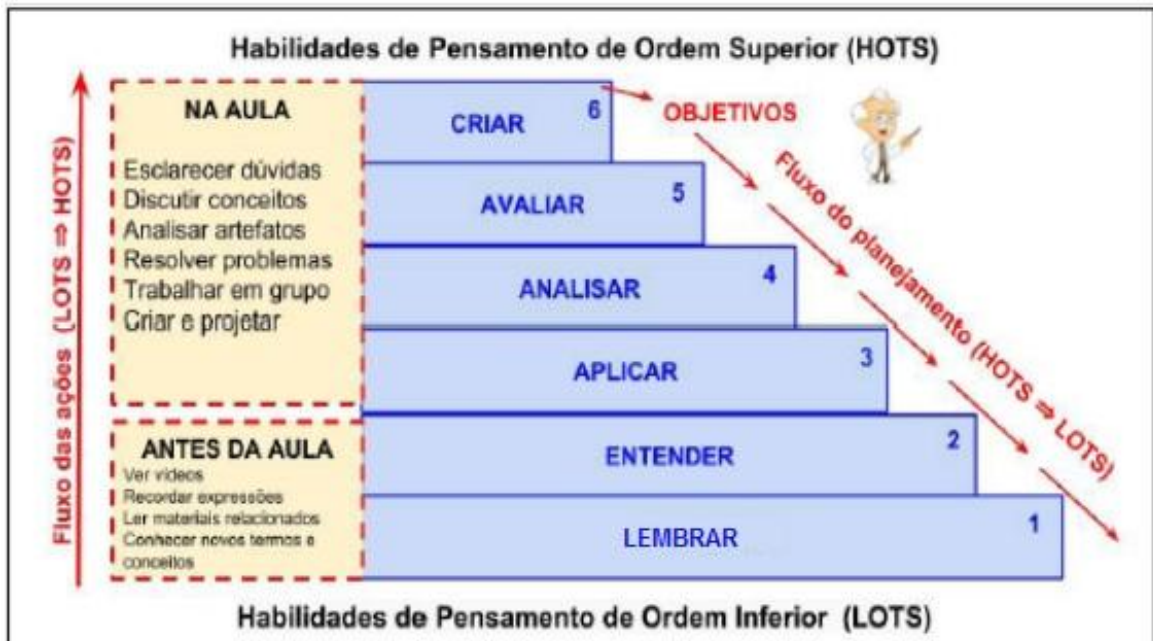 Habilidades de Pensamento de Ordem Superior (HOTS)
Fluxo das ações (LOTS ⇒ HOTS)
NA AULA
Esclarecer dúvidas
Discutir conceitos
Analisar artefatos
Resolver problemas
Trabalhar em grupo
Criar e projetar
ANTES DA AULA
Ver vídeos
Recordar expressões
Ler materiais relacionados
Conhecer novos termos e
conceitos
CRIAR 6
AVALIAR 5
ANALISAR 4
APLICAR 3
ENTENDER 2
LEMBRAR 1
OBJETIVOS
Fluxo do planejamento (HOTS ⇒ LOTS)
Habilidades de Pensamento de Ordem Inferior (LOTS)